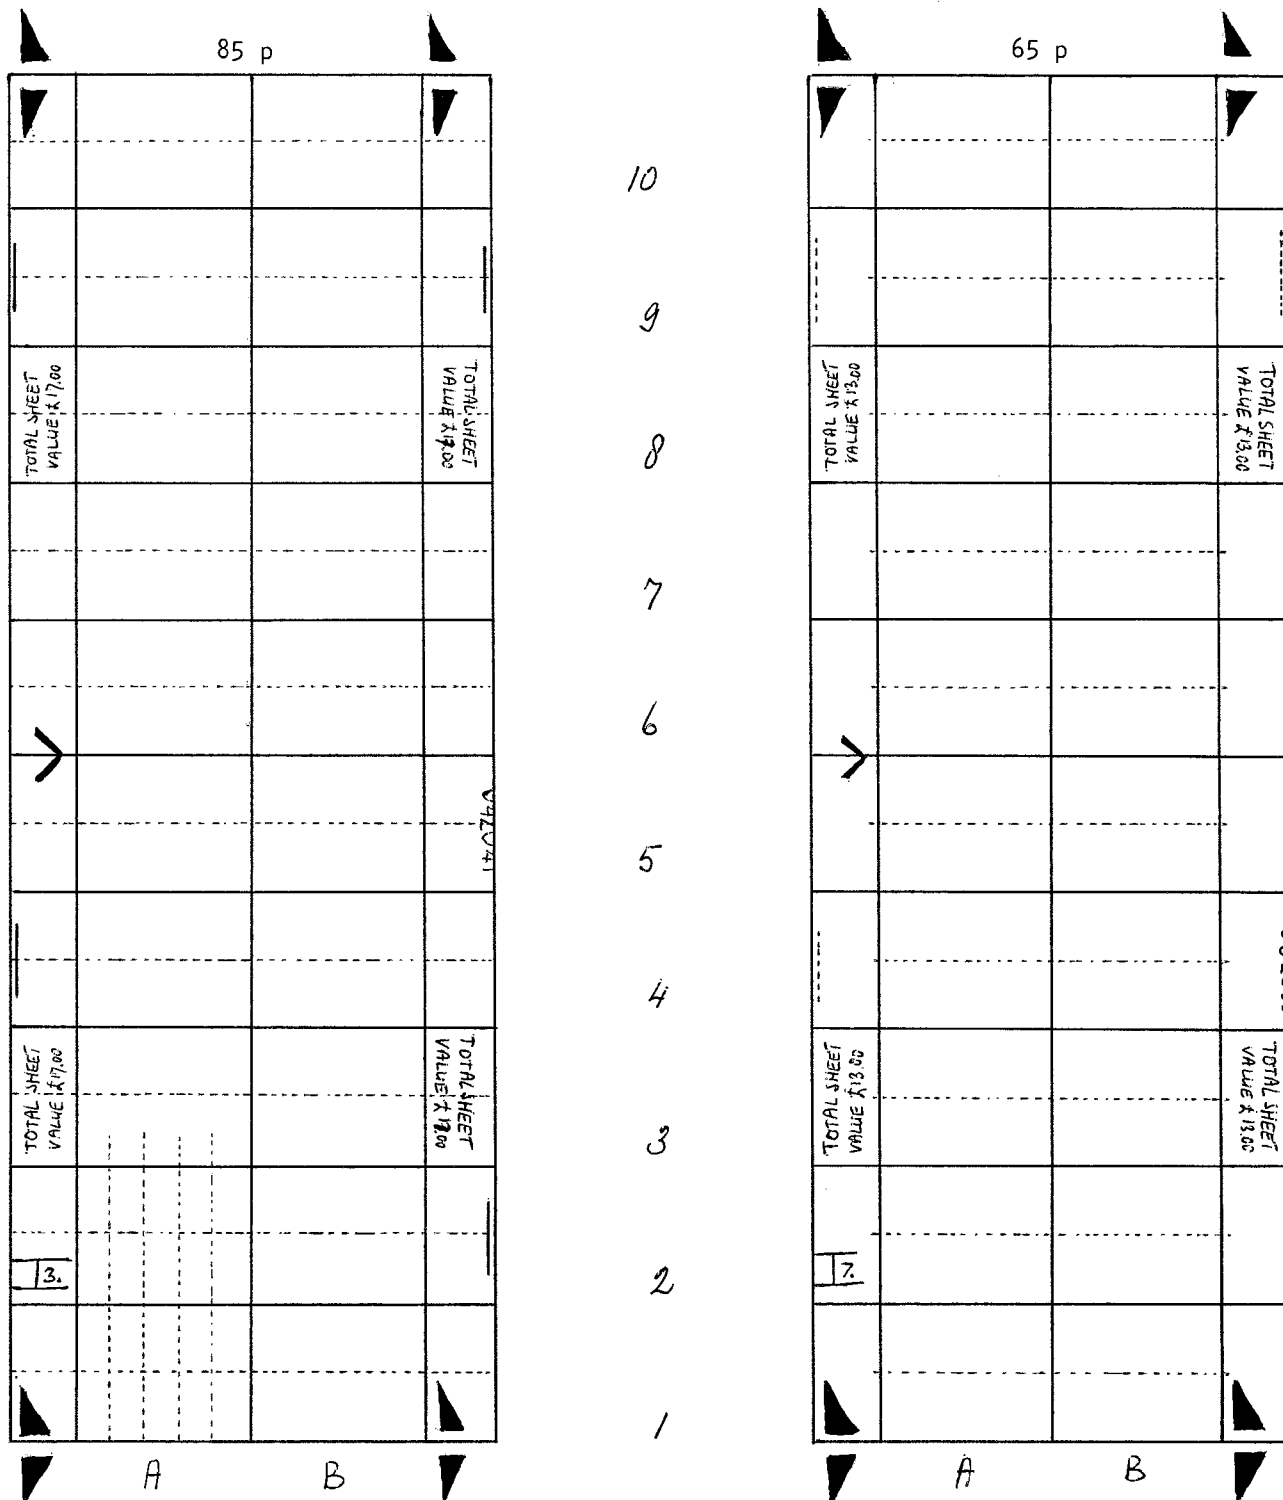 85 p
65 p
10
9
TOTAL SHEET
VALUE £17.00
TOTAL SHEET
VALUE £17.00
8
TOTAL SHEET
VALUE £13.00
TOTAL SHEET
VALUE £13.00
7
6
5
4
TOTAL SHEET
VALUE £17.00
TOTAL SHEET
VALUE £17.00
3
TOTAL SHEET
VALUE £13.00
TOTAL SHEET
VALUE £13.00
3.
2
7.
1
A B
A B